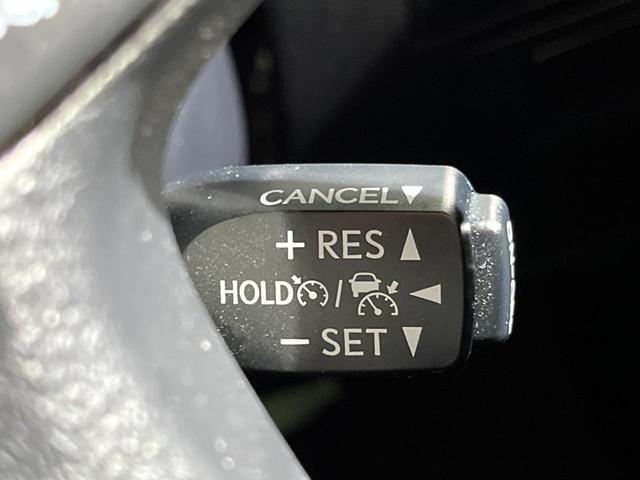 CANCEL▼
+ RES ▲
HOLD / ◀
− SET ▼